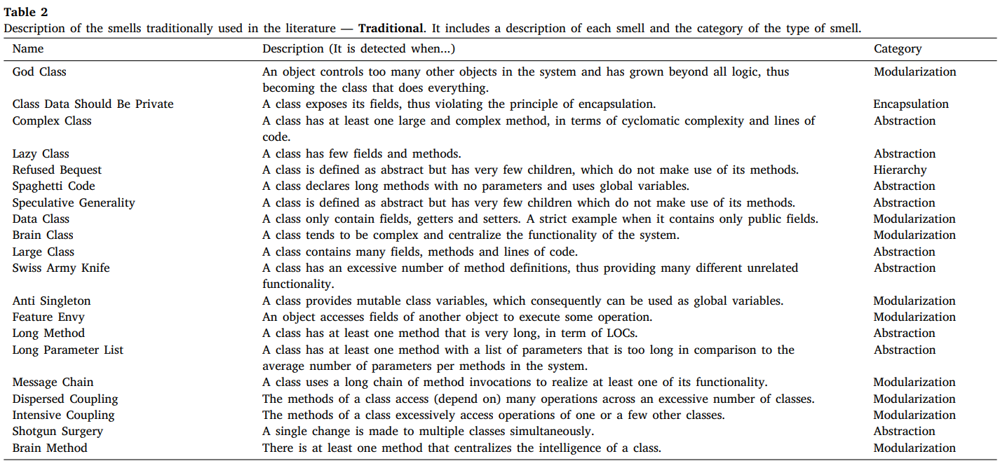 Table 2
Description of the smells traditionally used in the literature — Traditional. It includes a description of each smell and the category of the type of smell.
Name Description (It is detected when...) Category
God Class An object controls too many other objects in the system and has grown beyond all logic, thus Modularization
becoming the class that does everything.
Class Data Should Be Private A class exposes its fields, thus violating the principle of encapsulation. Encapsulation
Complex Class A class has at least one large and complex method, in terms of cyclomatic complexity and lines of Abstraction
code.
Lazy Class A class has few fields and methods. Abstraction
Refused Bequest A class is defined as abstract but has very few children, which do not make use of its methods. Hierarchy
Spaghetti Code A class declares long methods with no parameters and uses global variables. Abstraction
Speculative Generality A class is defined as abstract but has very few children which do not make use of its methods. Abstraction
Data Class A class only contain fields, getters and setters. A strict example when it contains only public fields. Modularization
Brain Class A class tends to be complex and centralize the functionality of the system. Modularization
Large Class A class contains many fields, methods and lines of code. Abstraction
Swiss Army Knife A class has an excessive number of method definitions, thus providing many different unrelated Abstraction
functionality.
Anti Singleton A class provides mutable class variables, which consequently can be used as global variables. Modularization
Feature Envy An object accesses fields of another object to execute some operation. Modularization
Long Method A class has at least one method that is very long, in term of LOCs. Abstraction
Long Parameter List A class has at least one method with a list of parameters that is too long in comparison to the Abstraction
average number of parameters per methods in the system.
Message Chain A class uses a long chain of method invocations to realize at least one of its functionality. Modularization
Dispersed Coupling The methods of a class access (depend on) many operations across an excessive number of classes. Modularization
Intensive Coupling The methods of a class excessively access operations of one or a few other classes. Modularization
Shotgun Surgery A single change is made to multiple classes simultaneously. Abstraction
Brain Method There is at least one method that centralizes the intelligence of a class. Modularization